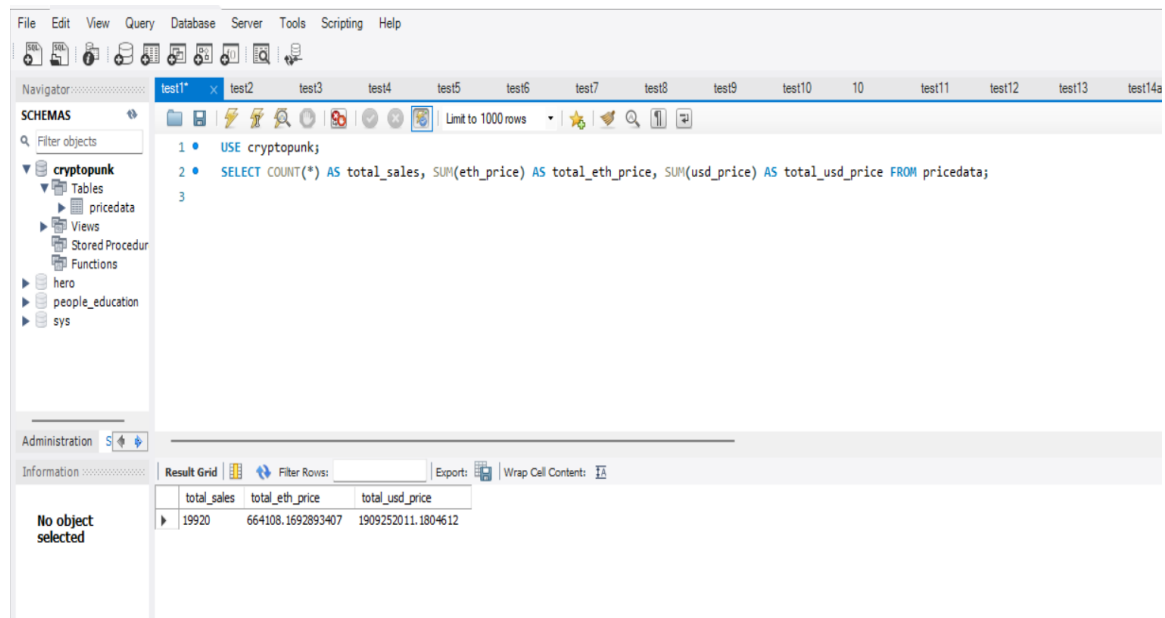 File Edit View Query Database Server Tools Scripting Help
Navigator
test1* × test2 test3 test4 test5 test6 test7 test8 test9 test10 10 test11 test12 test13 test14a
SCHEMAS
Limit to 1000 rows
Filter objects
cryptopunk
Tables
pricedata
Views
Stored Procedur
Functions
hero
people_education
sys
1 USE cryptopunk;
2 SELECT COUNT(*) AS total_sales, SUM(eth_price) AS total_eth_price, SUM(usd_price) AS total_usd_price FROM pricedata;
3
Administration S
Information
No object
selected
Result Grid Filter Rows: Export: Wrap Cell Content: IA
total_sales total_eth_price total_usd_price
19920 664108.1692893407 1909252011.1804612